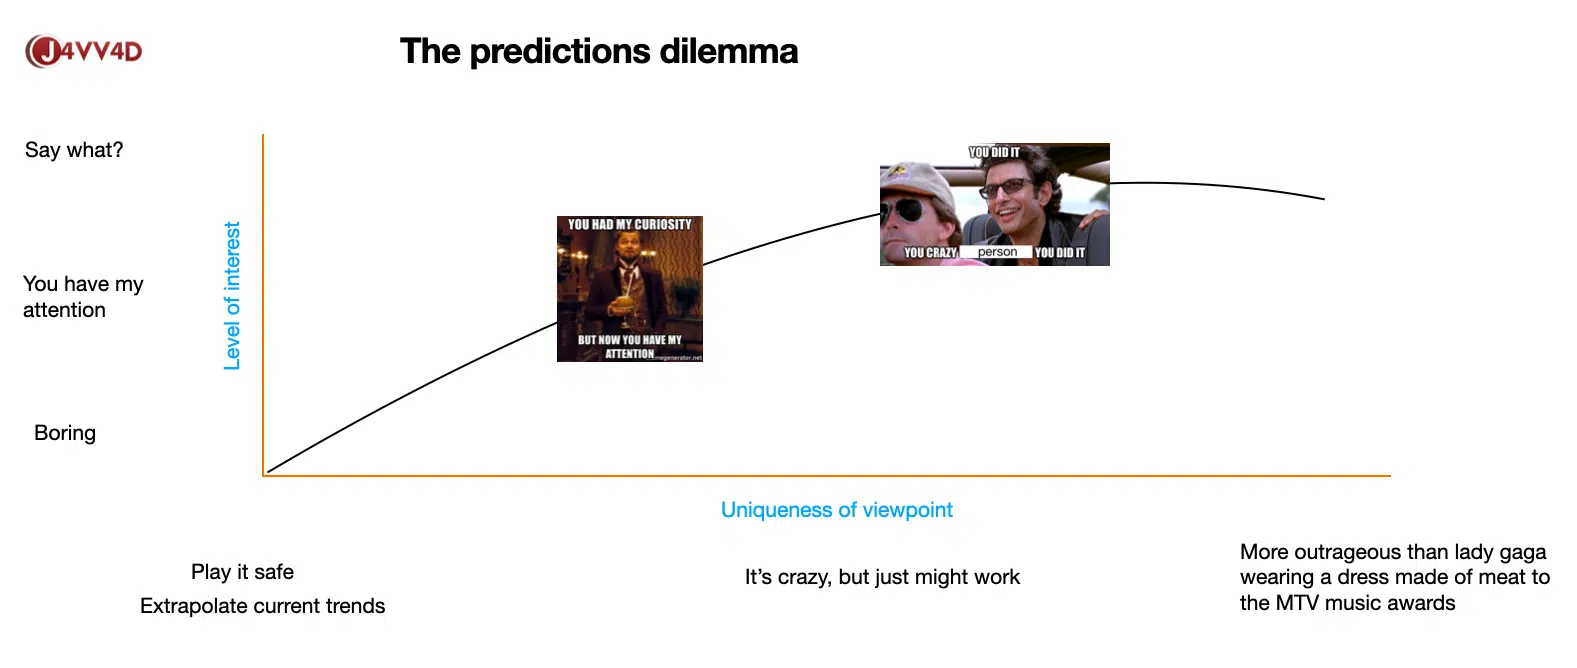 J4VV4D
The predictions dilemma
Say what?
You have my
attention
Boring
Level of interest
YOU HAD MY CURIOSITY
BUT NOW YOU HAVE MY
ATTENTION
YOU DID IT
YOU CRAZY person YOU DID IT
Uniqueness of viewpoint
Play it safe
Extrapolate current trends
It's crazy, but just might work
More outrageous than lady gaga
wearing a dress made of meat to
the MTV music awards